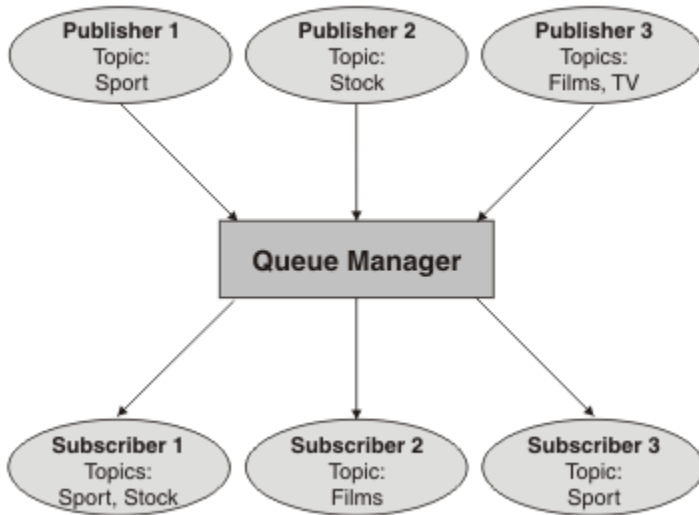 Publisher 1
Topic:
Sport
Publisher 2
Topic:
Stock
Publisher 3
Topics:
Films, TV
Queue Manager
Subscriber 1
Topics:
Sport, Stock
Subscriber 2
Topic:
Films
Subscriber 3
Topic:
Sport